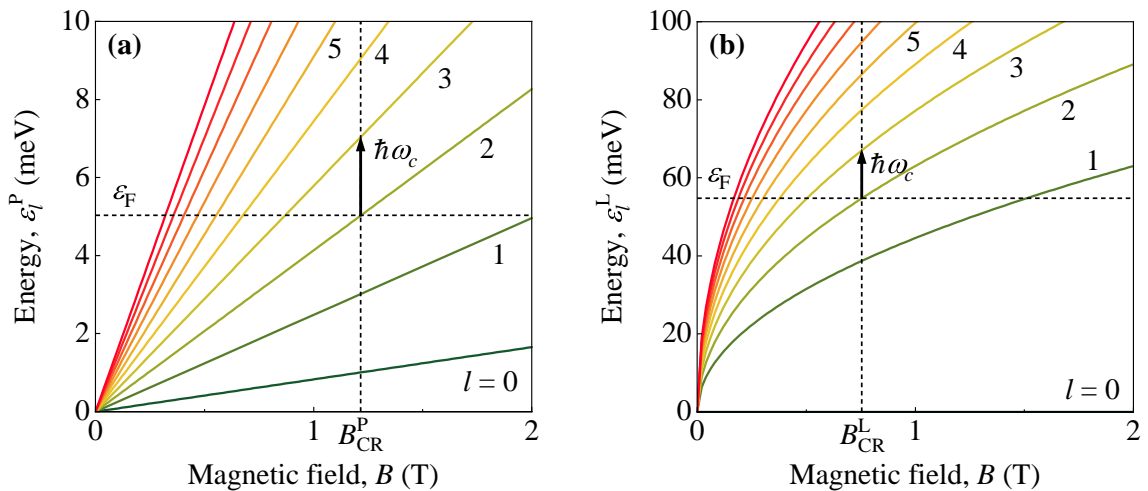 (a)
10
8
6
4
2
0
Energy, ε_l^P (meV)
5
4
3
2
1
l = 0
ħω_c
ε_F
0
1
2
B_CR^P
Magnetic field, B (T)
(b)
100
80
60
40
20
0
Energy, ε_l^L (meV)
5
4
3
2
1
l = 0
ħω_c
ε_F
0
1
2
B_CR^L
Magnetic field, B (T)